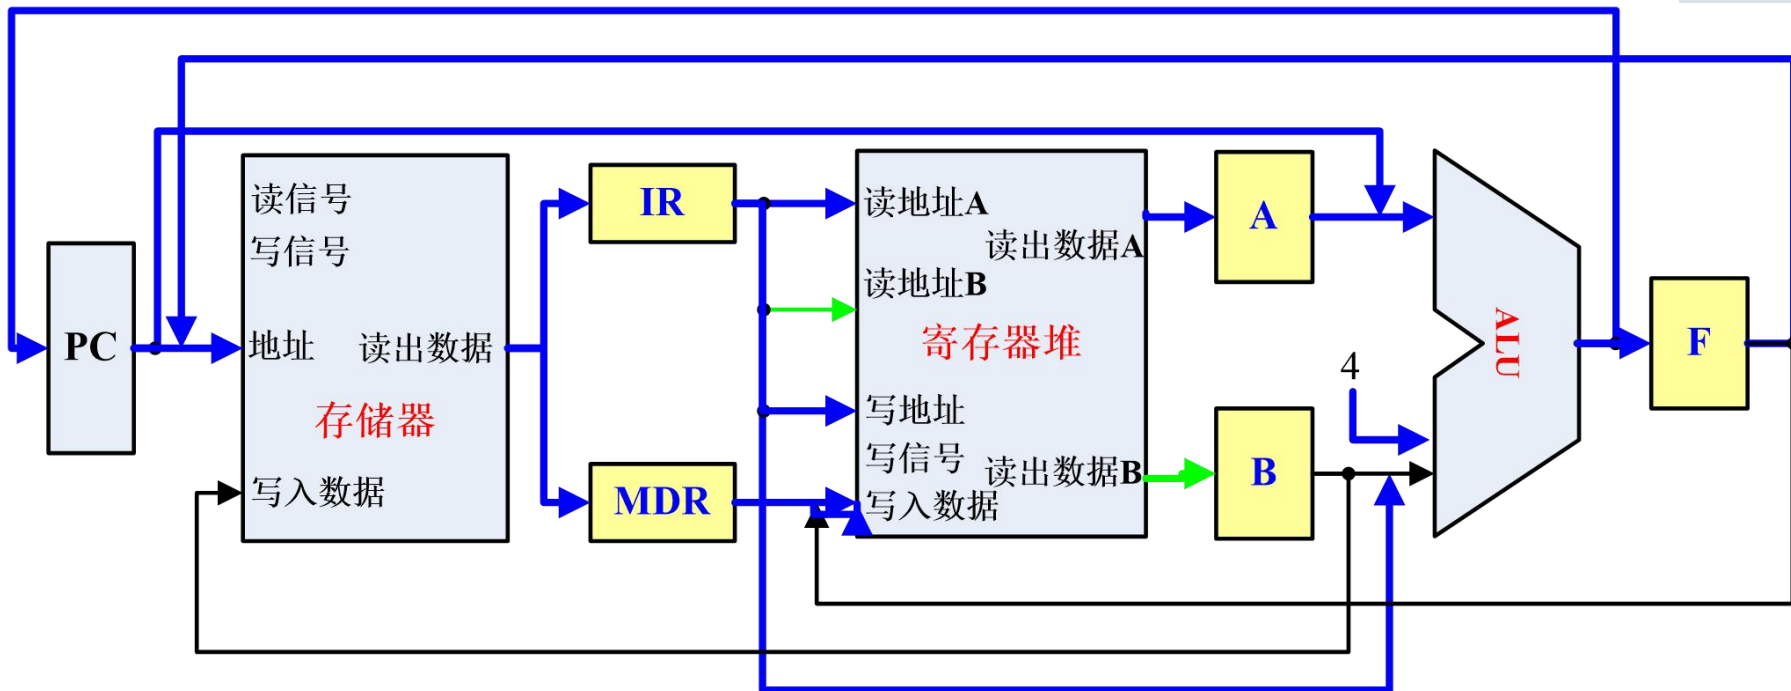 PC
读信号
写信号
地址
读出数据
存储器
写入数据
IR
MDR
读地址A
读出数据A
读地址B
寄存器堆
写地址
写信号
读出数据B
写入数据
A
B
4
ALU
F